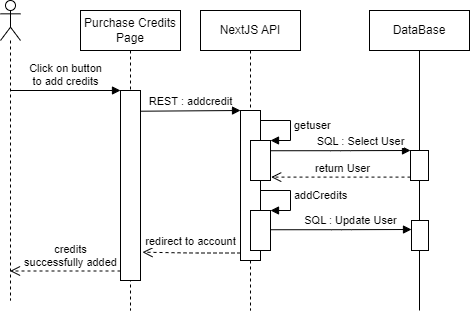 Purchase Credits
Page
NextJS API
DataBase
Click on button
to add credits
REST : addcredit
getuser
SQL : Select User
return User
addCredits
SQL : Update User
redirect to account
credits
successfully added